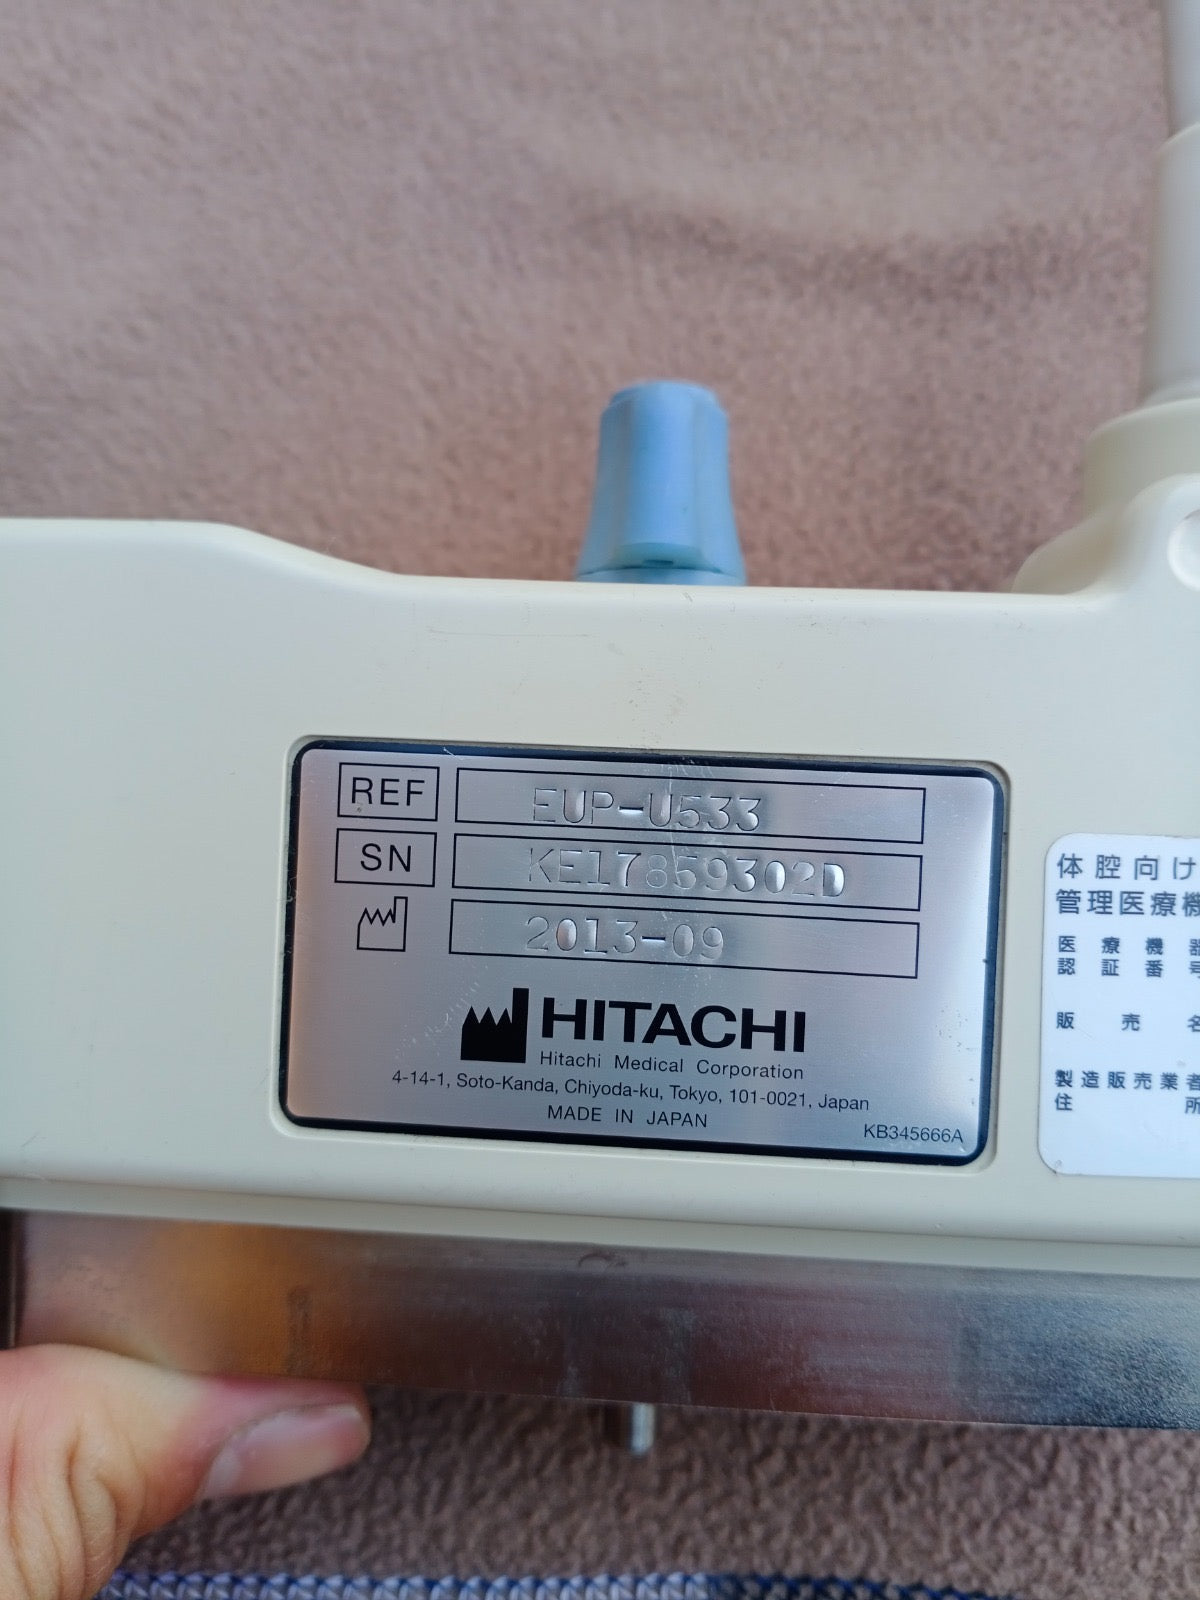 REF EUP-U533
SN KE17859302D
2013-09
HITACHI
Hitachi Medical Corporation
4-14-1, Soto-Kanda, Chiyoda-ku, Tokyo, 101-0021, Japan
MADE IN JAPAN
KB345666A
体腔向け
管理医療機
医療機器
認証番号
販売名
製造販売業者
住所